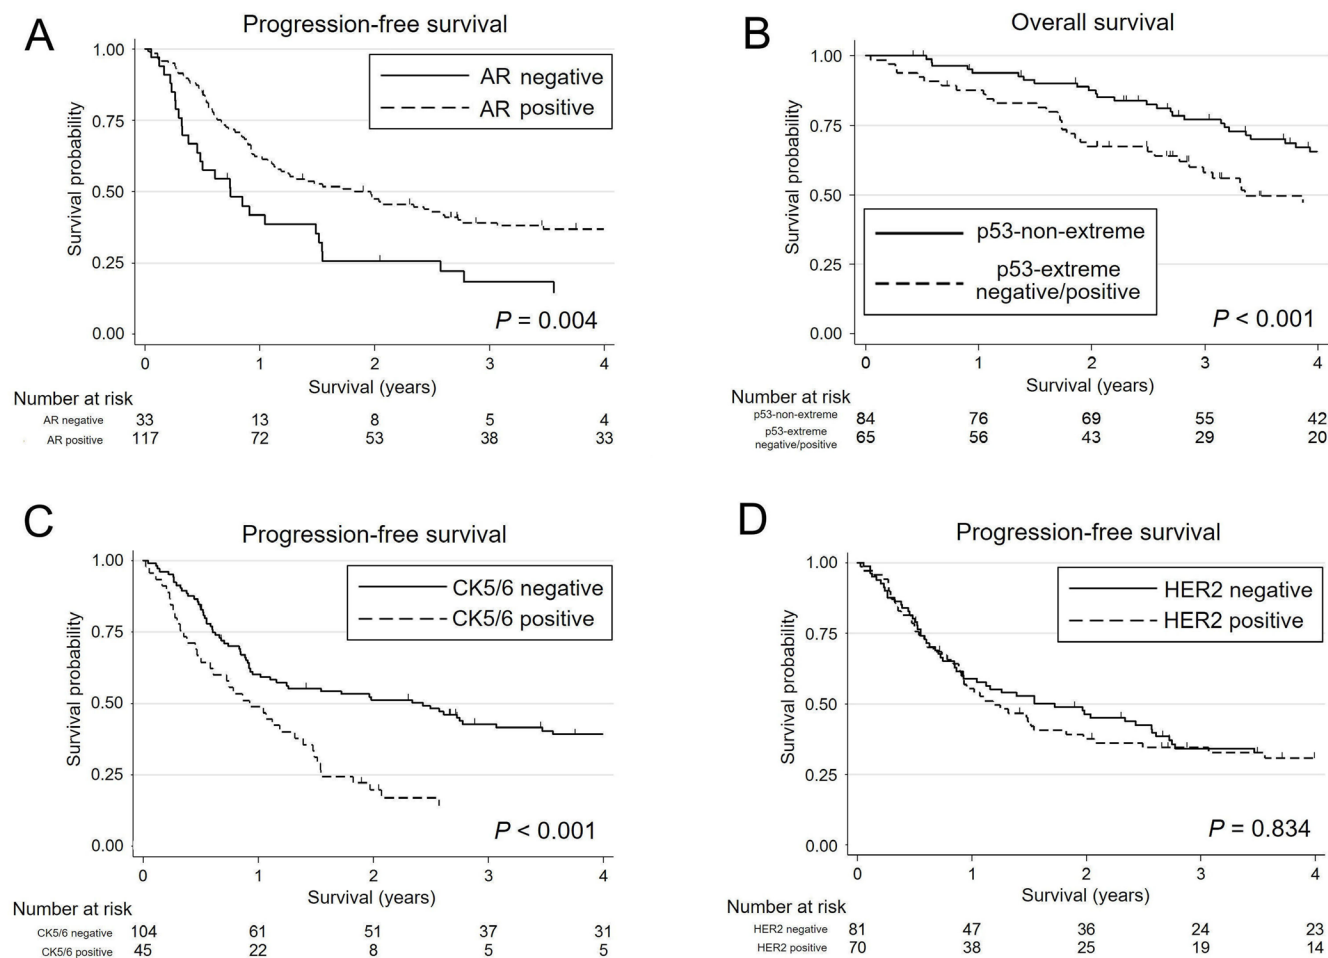 A
Progression-free survival
Survival probability
1.00
0.75
0.50
0.25
0.00
AR negative
AR positive
P = 0.004
0 1 2 3 4
Survival (years)
Number at risk
AR negative 33 13 8 5 4
AR positive 117 72 53 38 33
B
Overall survival
Survival probability
1.00
0.75
0.50
0.25
0.00
p53-non-extreme
p53-extreme
negative/positive
P < 0.001
0 1 2 3 4
Survival (years)
Number at risk
p53-non-extreme 84 76 69 55 42
p53-extreme
negative/positive 65 56 43 29 20
C
Progression-free survival
Survival probability
1.00
0.75
0.50
0.25
0.00
CK5/6 negative
CK5/6 positive
P < 0.001
0 1 2 3 4
Survival (years)
Number at risk
CK5/6 negative 104 61 51 37 31
CK5/6 positive 45 22 8 5 5
D
Progression-free survival
Survival probability
1.00
0.75
0.50
0.25
0.00
HER2 negative
HER2 positive
P = 0.834
0 1 2 3 4
Survival (years)
Number at risk
HER2 negative 81 47 36 24 23
HER2 positive 70 38 25 19 14